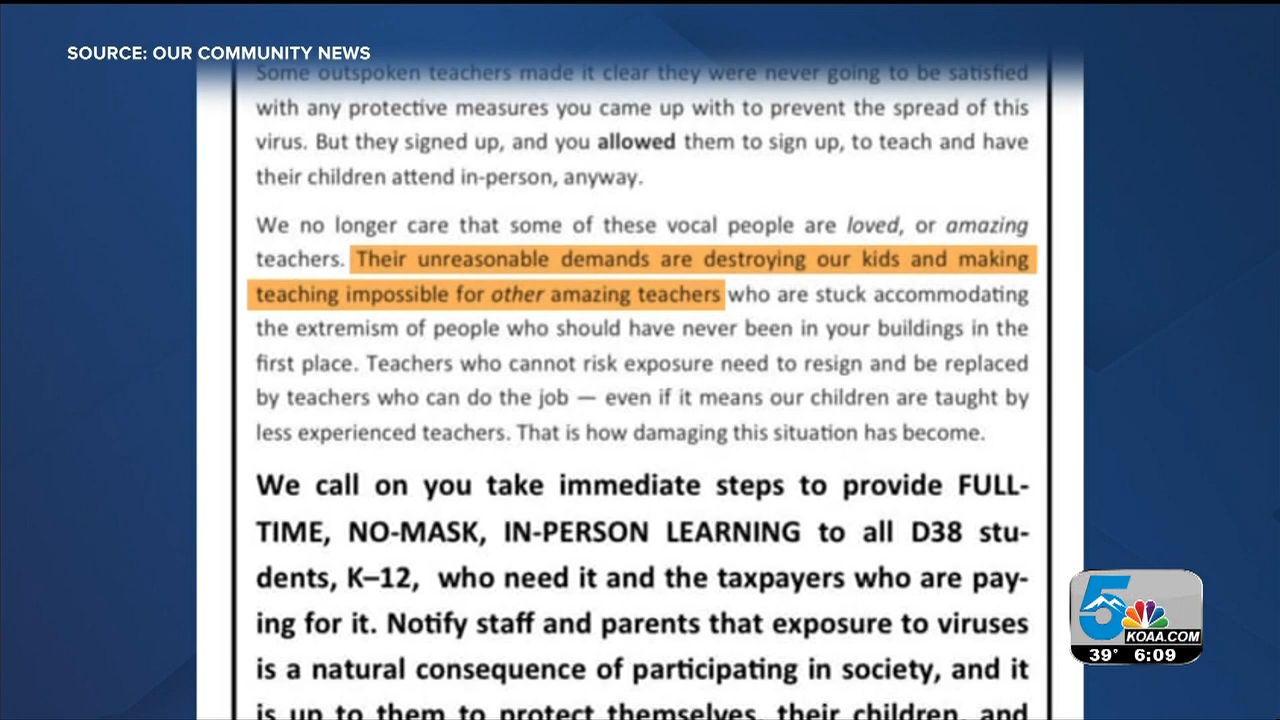 SOURCE: OUR COMMUNITY NEWS
Some outspoken teachers made it clear they were never going to be satisfied
with any protective measures you came up with to prevent the spread of this
virus. But they signed up, and you allowed them to sign up, to teach and have
their children attend in-person, anyway.
We no longer care that some of these vocal people are loved, or amazing
teachers. Their unreasonable demands are destroying our kids and making
teaching impossible for other amazing teachers who are stuck accommodating
the extremism of people who should have never been in your buildings in the
first place. Teachers who cannot risk exposure need to resign and be replaced
by teachers who can do the job — even if it means our children are taught by
less experienced teachers. That is how damaging this situation has become.
We call on you take immediate steps to provide FULL-
TIME, NO-MASK, IN-PERSON LEARNING to all D38 stu-
dents, K–12, who need it and the taxpayers who are pay-
ing for it. Notify staff and parents that exposure to viruses
is a natural consequence of participating in society, and it
is up to them to protect themselves, their children, and
5
KOAA.COM
39° 6:09